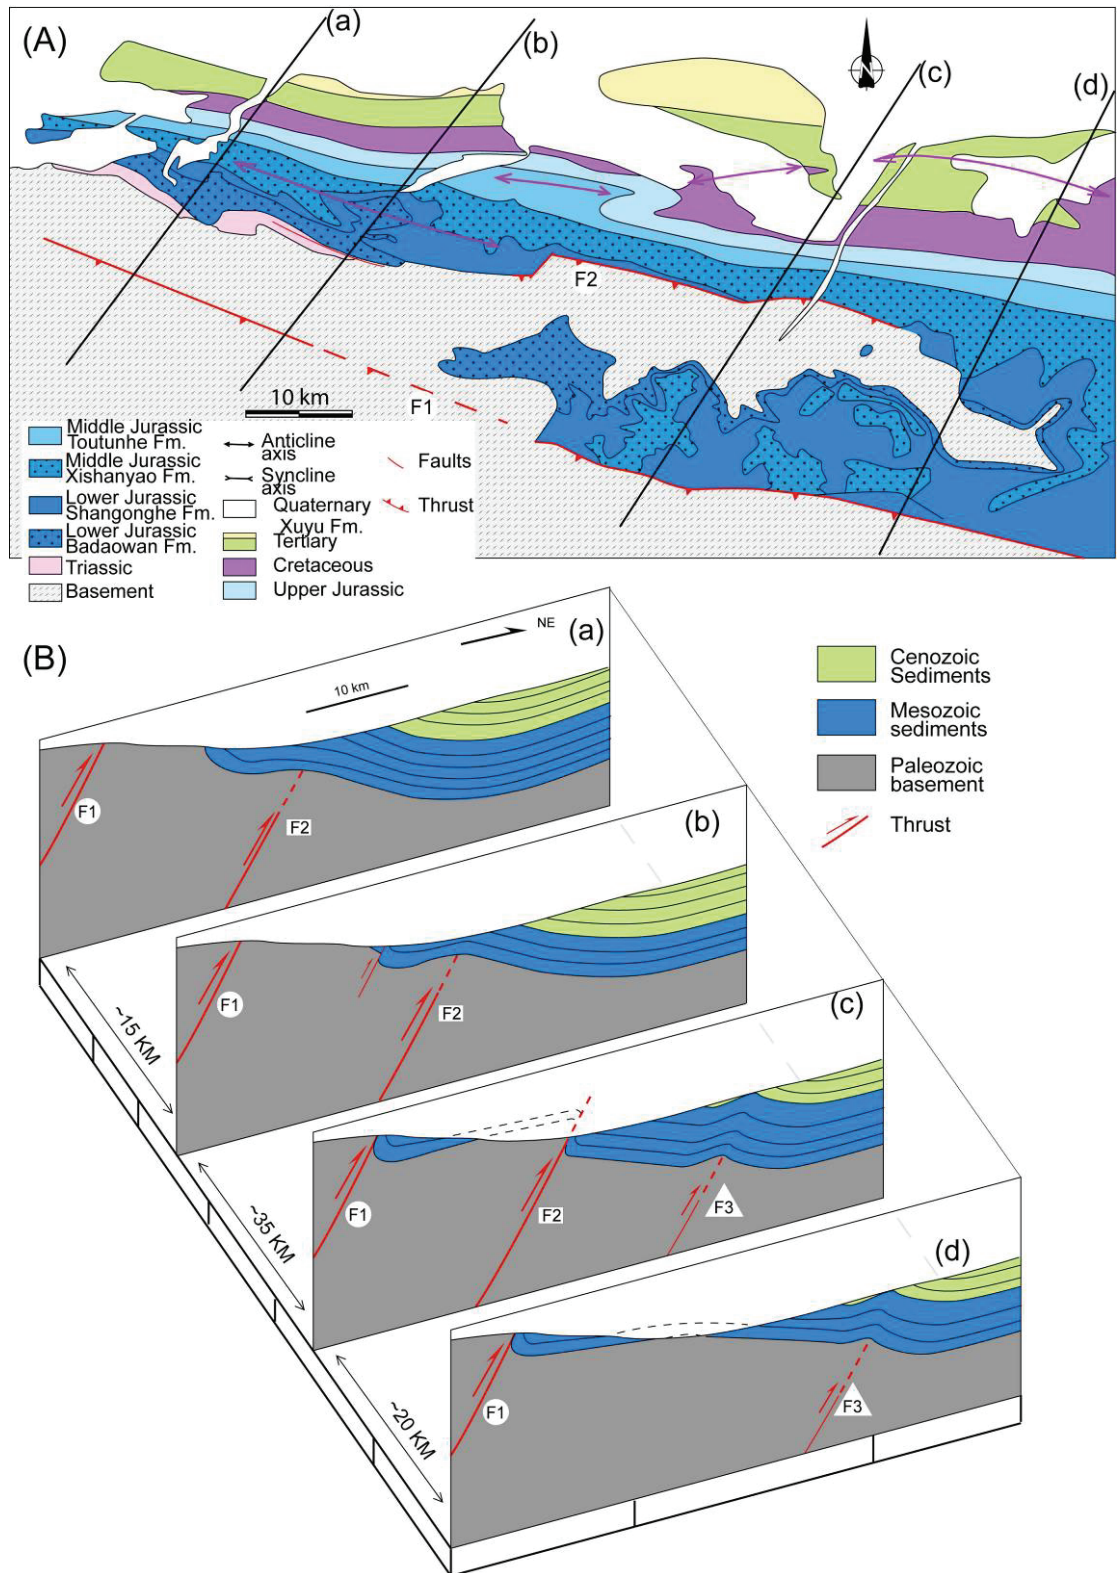 (A)
(a)
(b)
N
(c)
(d)
F2
F1
10 km
Middle Jurassic
Toutunhe Fm.
Middle Jurassic
Xishanyao Fm.
Lower Jurassic
Shangonghe Fm.
Lower Jurassic
Badaowan Fm.
Triassic
Basement
Anticline
axis
Syncline
axis
Quaternary
Xuyu Fm.
Tertiary
Cretaceous
Upper Jurassic
Faults
Thrust
(B)
NE
(a)
10 km
F1
F2
Cenozoic
Sediments
Mesozoic
sediments
Paleozoic
basement
Thrust
(b)
F1
F2
~15 KM
(c)
F1
F2
F3
~35 KM
(d)
F1
F3
~20 KM